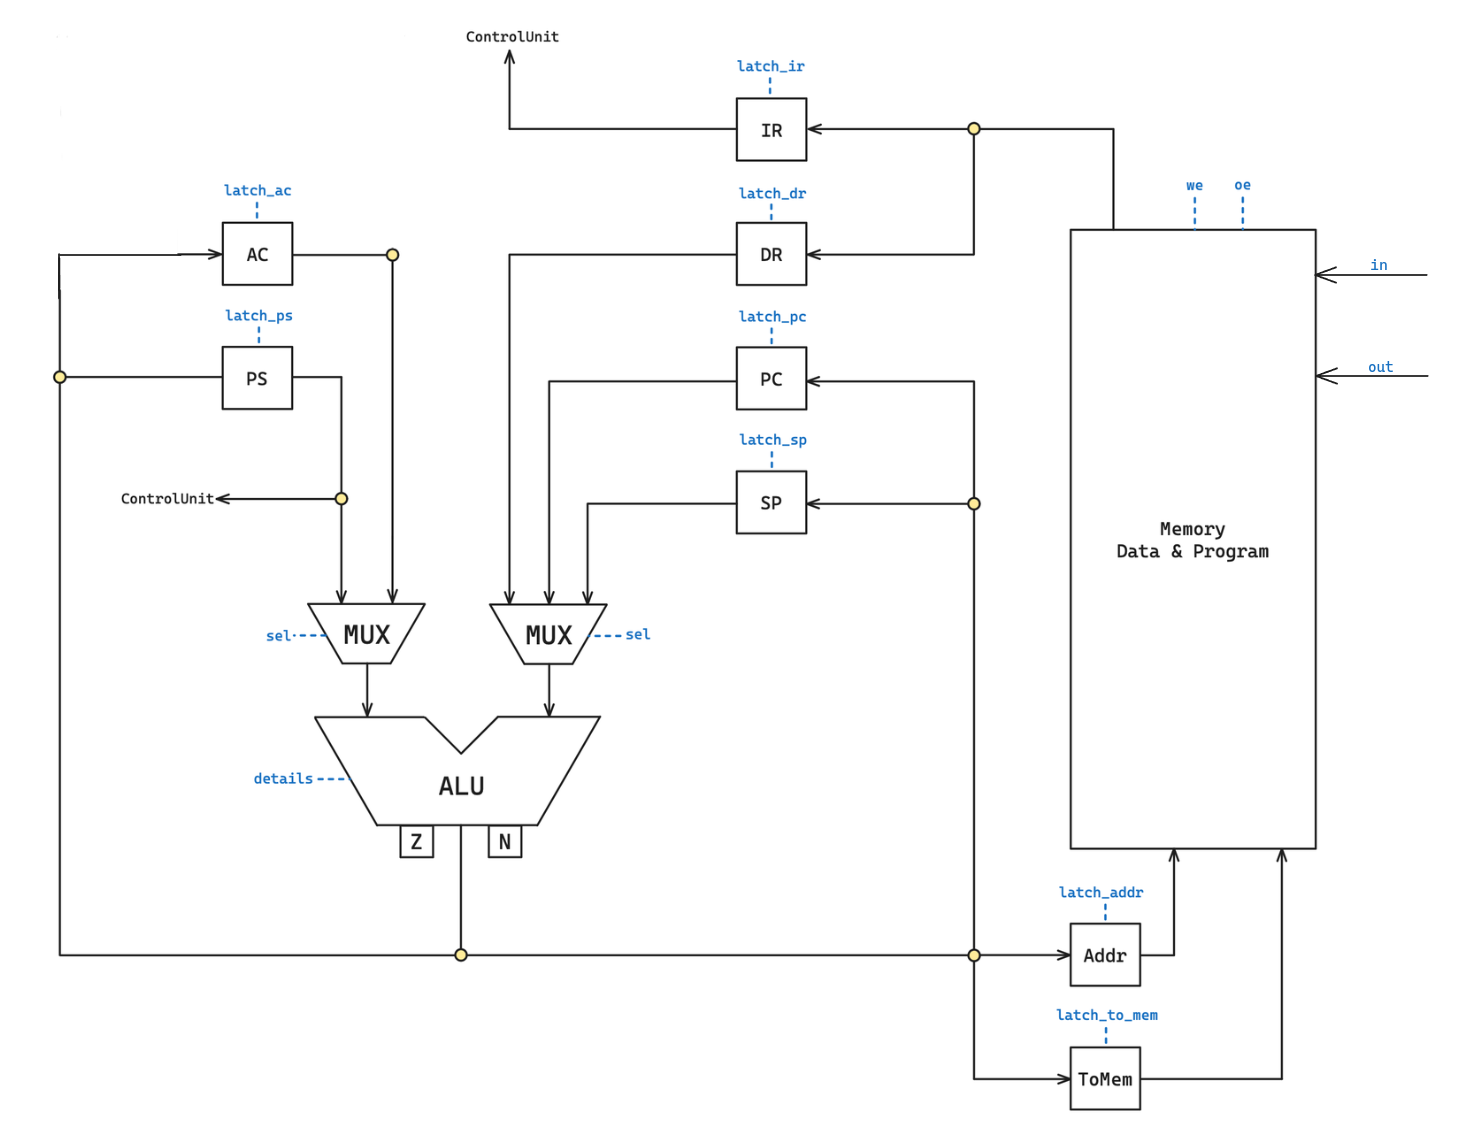 ControlUnit
latch_ir
IR
latch_ac
latch_dr
we
oe
AC
DR
in
latch_ps
latch_pc
out
PS
PC
latch_sp
ControlUnit
SP
Memory
Data & Program
sel
MUX
MUX
sel
details
ALU
Z
N
latch_addr
Addr
latch_to_mem
ToMem